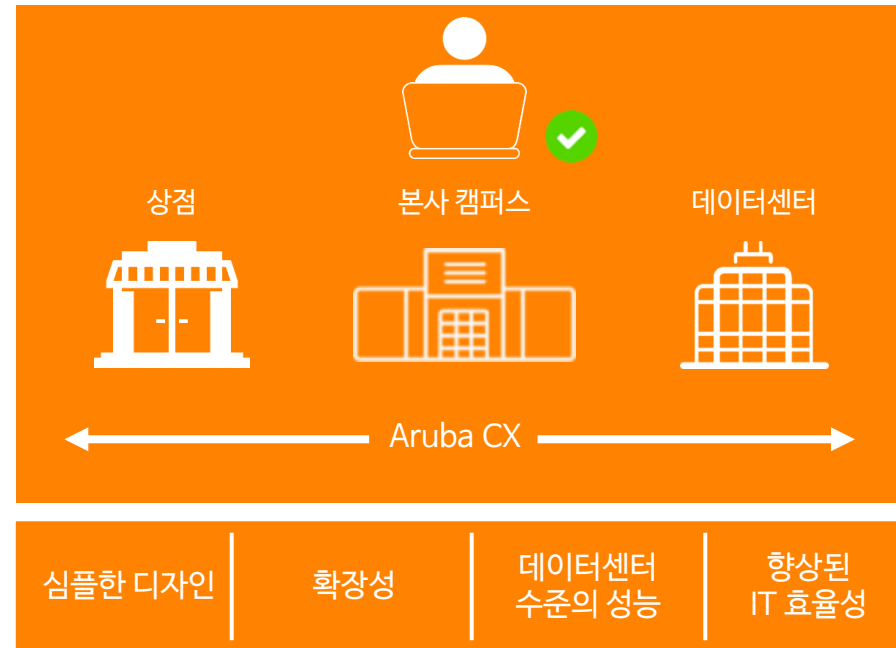 상점
본사 캠퍼스
데이터센터
Aruba CX
심플한 디자인
확장성
데이터센터
수준의 성능
향상된
IT 효율성